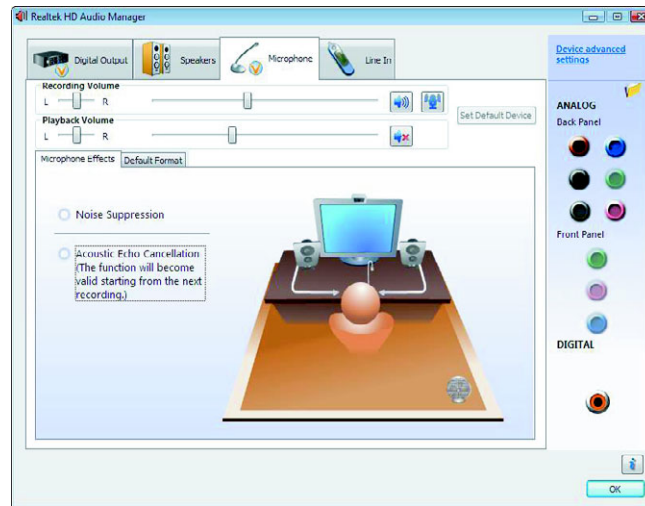 Realtek HD Audio Manager
Digital Output
Speakers
Microphone
Line In
Device advanced settings
Recording Volume
L
R
Set Default Device
Playback Volume
L
R
Microphone Effects
Default Format
Noise Suppression
Acoustic Echo Cancellation
(The function will become
valid starting from the next
recording.)
ANALOG
Back Panel
Front Panel
DIGITAL
OK